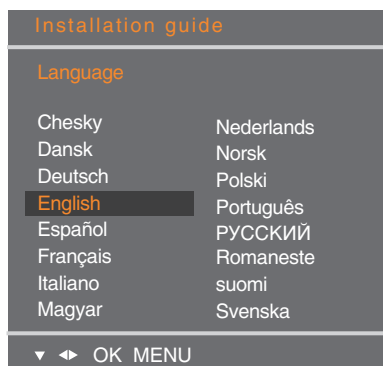 Installation guide
Language
Chesky
Dansk
Deutsch
English
Español
Français
Italiano
Magyar
Nederlands
Norsk
Polski
Português
РУССКИЙ
Romaneste
suomi
Svenska
▼ ◀▶ OK MENU